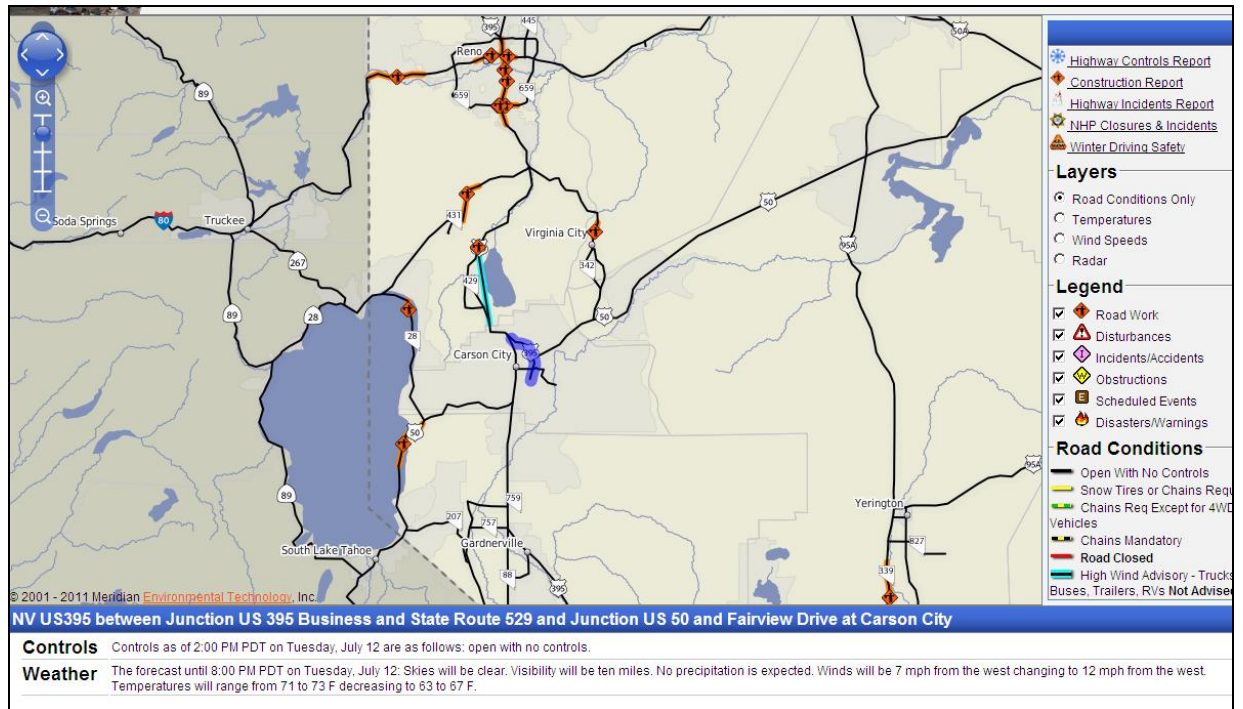 395
445
50A
Reno
89
659
659
431
Soda Springs
80
Truckee
50
Virginia City
267
95A
342
429
89
28
50
28
395
Carson City
50
89
759
95A
Yerington
207
757
827
South Lake Tahoe
Gardnerville
88
395
339
© 2001 - 2011 Meridian Environmental Technology, Inc.
Highway Controls Report
Construction Report
Highway Incidents Report
NHP Closures & Incidents
Winter Driving Safety
Layers
Road Conditions Only
Temperatures
Wind Speeds
Radar
Legend
Road Work
Disturbances
Incidents/Accidents
Obstructions
E Scheduled Events
Disasters/Warnings
Road Conditions
Open With No Controls
Snow Tires or Chains Requ
Chains Req Except for 4WD
Vehicles
Chains Mandatory
Road Closed
High Wind Advisory - Trucks
Buses, Trailers, RVs Not Advised
NV US395 between Junction US 395 Business and State Route 529 and Junction US 50 and Fairview Drive at Carson City
Controls Controls as of 2:00 PM PDT on Tuesday, July 12 are as follows: open with no controls.
Weather The forecast until 8:00 PM PDT on Tuesday, July 12: Skies will be clear. Visibility will be ten miles. No precipitation is expected. Winds will be 7 mph from the west changing to 12 mph from the west.
Temperatures will range from 71 to 73 F decreasing to 63 to 67 F.